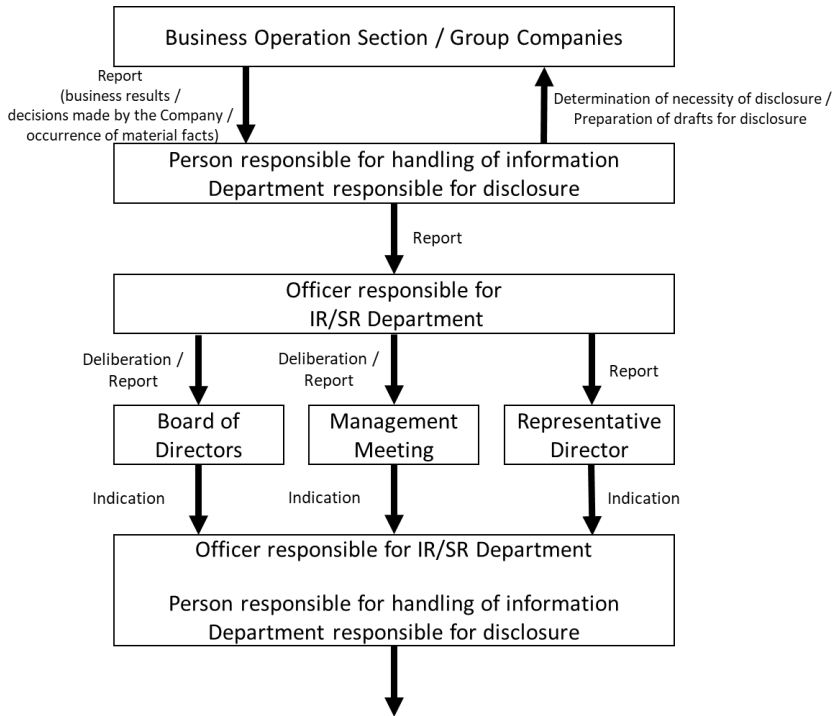 Business Operation Section / Group Companies
Report
(business results /
decisions made by the Company /
occurrence of material facts)
Determination of necessity of disclosure /
Preparation of drafts for disclosure
Person responsible for handling of information
Department responsible for disclosure
Report
Officer responsible for
IR/SR Department
Deliberation /
Report
Deliberation /
Report
Report
Board of
Directors
Management
Meeting
Representative
Director
Indication
Indication
Indication
Officer responsible for IR/SR Department
Person responsible for handling of information
Department responsible for disclosure